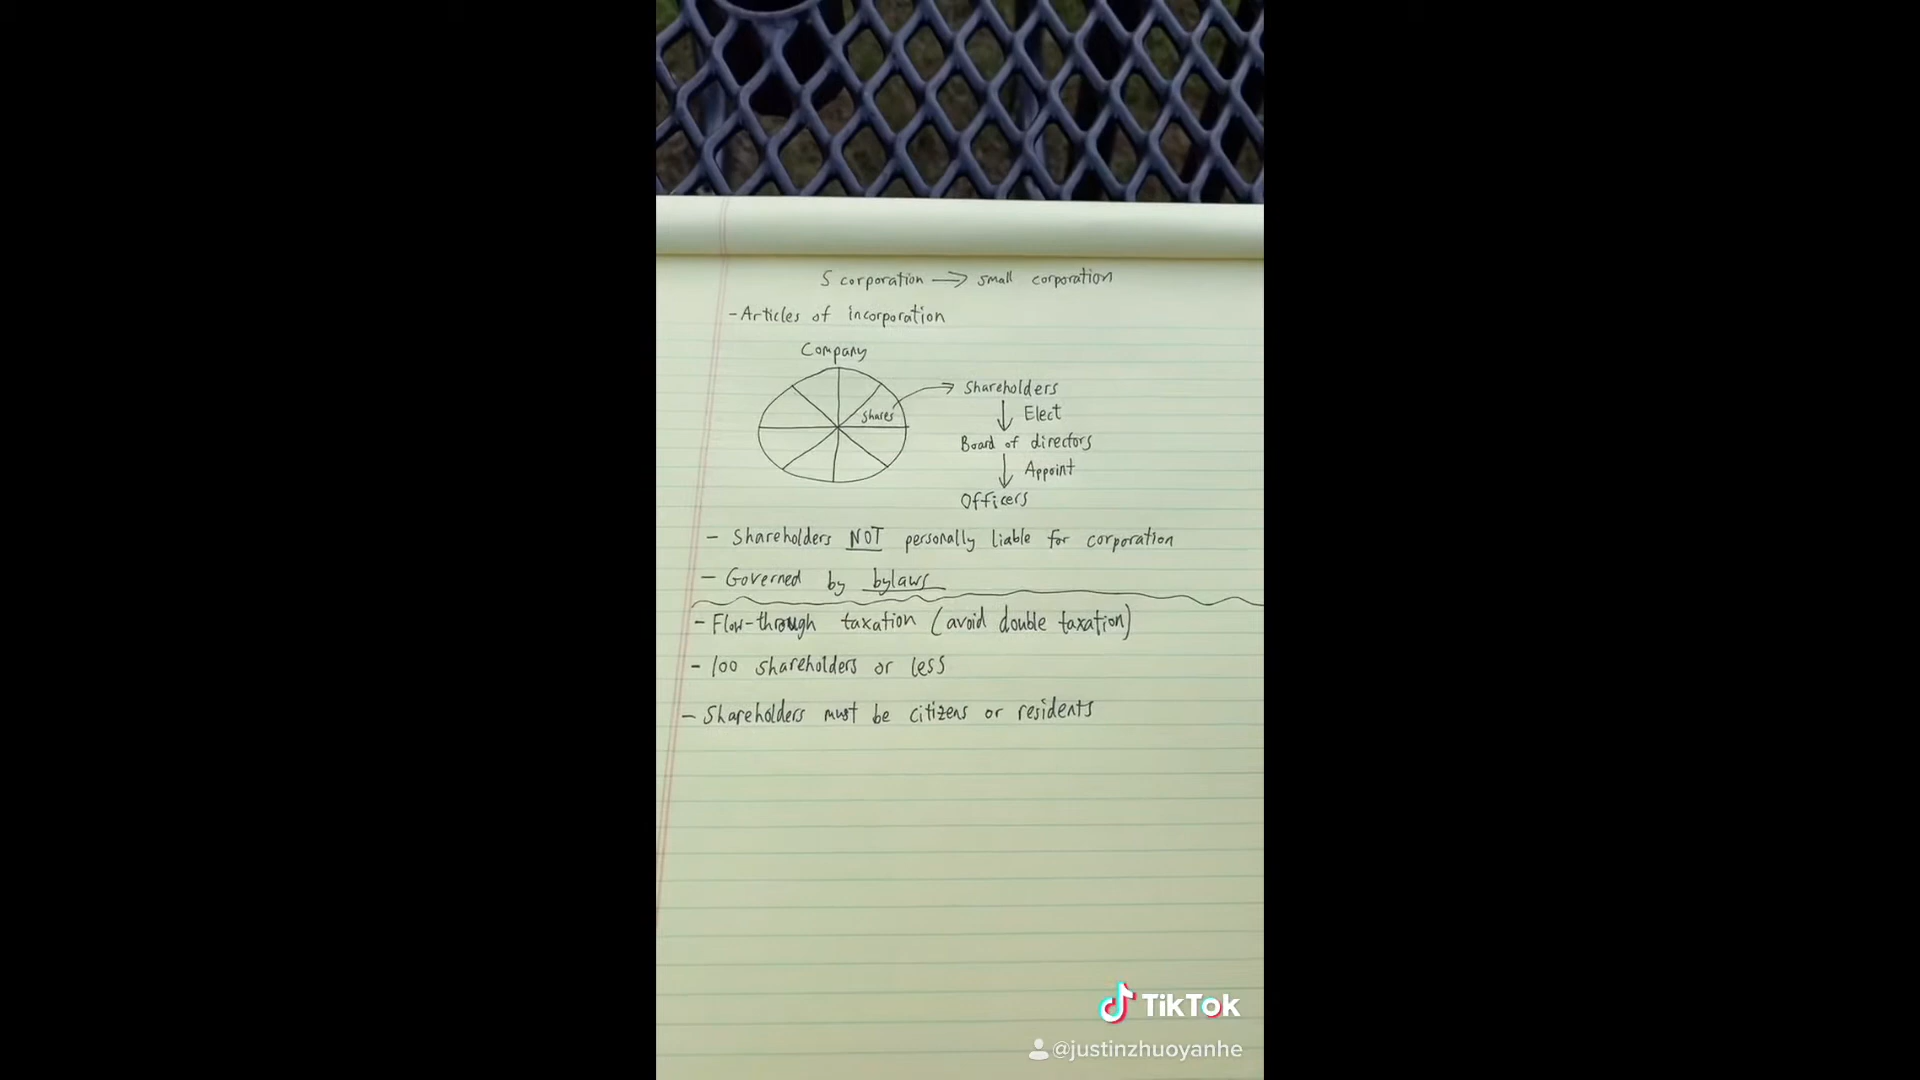 S corporation → small corporation
- Articles of incorporation
Company
Shares
Shareholders
Elect
Board of directors
Appoint
Officers
- Shareholders NOT personally liable for corporation
- Governed by bylaws
- Flow-through taxation (avoid double taxation)
- 100 shareholders or less
- Shareholders must be citizens or residents
TikTok
@justinzhuoyanhe